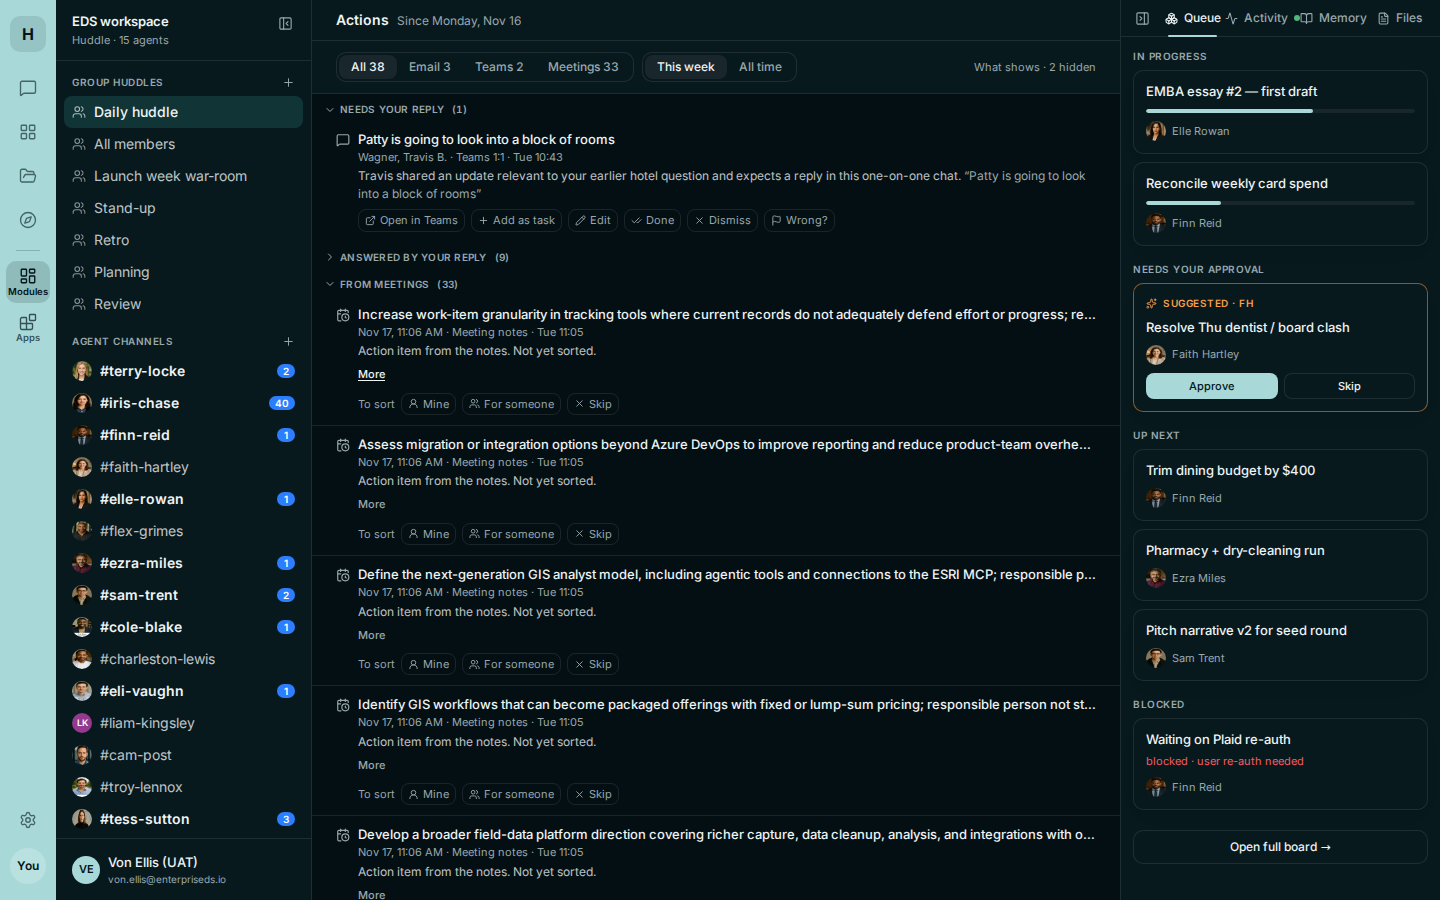 H
Modules
Apps
You
EDS workspace
Huddle · 15 agents
GROUP HUDDLES
Daily huddle
All members
Launch week war-room
Stand-up
Retro
Planning
Review
AGENT CHANNELS
#terry-locke 2
#iris-chase 40
#finn-reid 1
#faith-hartley
#elle-rowan 1
#flex-grimes
#ezra-miles 1
#sam-trent 2
#cole-blake 1
#charleston-lewis
#eli-vaughn 1
LK #liam-kingsley
#cam-post
#troy-lennox
#tess-sutton 3
VE Von Ellis (UAT)
von.ellis@enterpriseds.io
Actions Since Monday, Nov 16
All 38 Email 3 Teams 2 Meetings 33 This week All time What shows · 2 hidden
NEEDS YOUR REPLY (1)
Patty is going to look into a block of rooms
Wagner, Travis B. · Teams 1:1 · Tue 10:43
Travis shared an update relevant to your earlier hotel question and expects a reply in this one-on-one chat. “Patty is going to look
into a block of rooms”
Open in Teams Add as task Edit Done Dismiss Wrong?
ANSWERED BY YOUR REPLY (9)
FROM MEETINGS (33)
Increase work-item granularity in tracking tools where current records do not adequately defend effort or progress; re...
Nov 17, 11:06 AM · Meeting notes · Tue 11:05
Action item from the notes. Not yet sorted.
More
To sort Mine For someone Skip
Assess migration or integration options beyond Azure DevOps to improve reporting and reduce product-team overhe...
Nov 17, 11:06 AM · Meeting notes · Tue 11:05
Action item from the notes. Not yet sorted.
More
To sort Mine For someone Skip
Define the next-generation GIS analyst model, including agentic tools and connections to the ESRI MCP; responsible p...
Nov 17, 11:06 AM · Meeting notes · Tue 11:05
Action item from the notes. Not yet sorted.
More
To sort Mine For someone Skip
Identify GIS workflows that can become packaged offerings with fixed or lump-sum pricing; responsible person not st...
Nov 17, 11:06 AM · Meeting notes · Tue 11:05
Action item from the notes. Not yet sorted.
More
To sort Mine For someone Skip
Develop a broader field-data platform direction covering richer capture, data cleanup, analysis, and integrations with o...
Nov 17, 11:06 AM · Meeting notes · Tue 11:05
Action item from the notes. Not yet sorted.
More
Queue Activity Memory Files
IN PROGRESS
EMBA essay #2 — first draft
Elle Rowan
Reconcile weekly card spend
Finn Reid
NEEDS YOUR APPROVAL
SUGGESTED · FH
Resolve Thu dentist / board clash
Faith Hartley
Approve Skip
UP NEXT
Trim dining budget by $400
Finn Reid
Pharmacy + dry-cleaning run
Ezra Miles
Pitch narrative v2 for seed round
Sam Trent
BLOCKED
Waiting on Plaid re-auth
blocked · user re-auth needed
Finn Reid
Open full board →